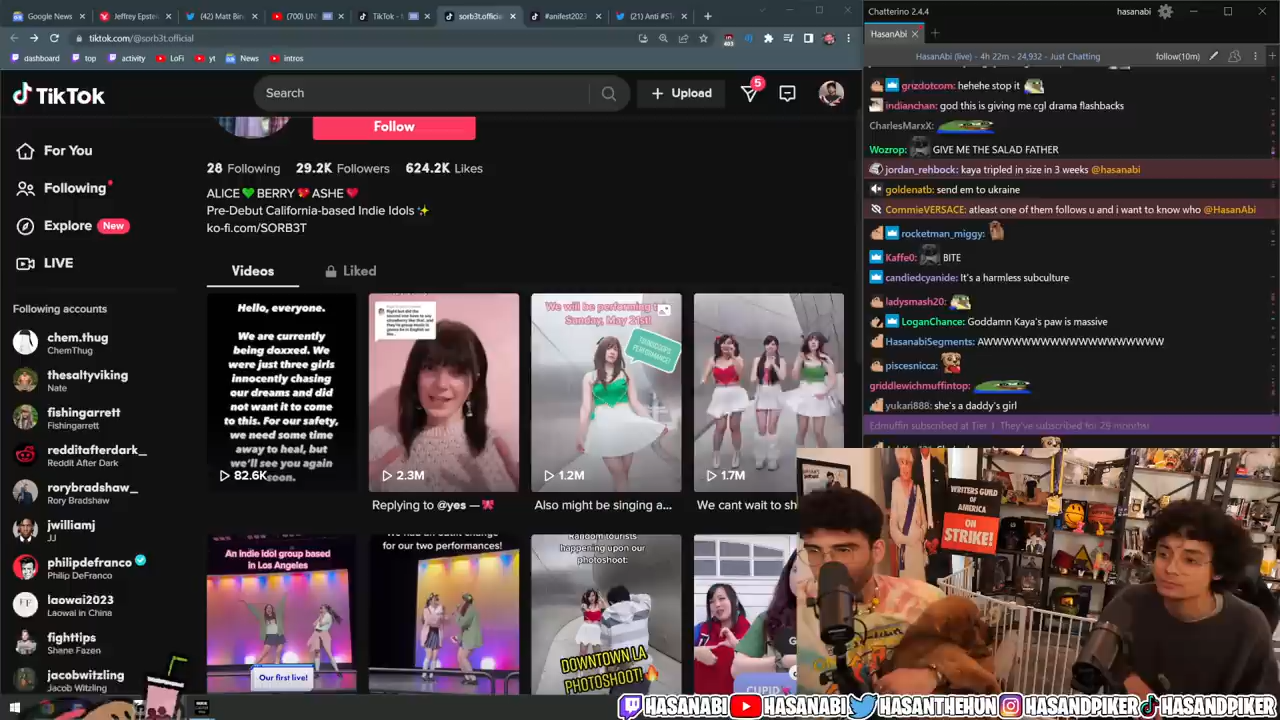 Google News
Jeffrey Epstei
(42) Matt Bin
(700) UN
TikTok -
sorb3t.official
#anifest2023
(21) Anti #S
tiktok.com/@sorb3t.official
403
dashboard
top
activity
LoFi
yt
News
intros
TikTok
Search
Upload
5
Follow
For You
Following
Explore New
LIVE
Following accounts
chem.thug
ChemThug
thesaltyviking
Nate
fishingarrett
Fishingarrett
redditafterdark_
Reddit After Dark
rorybradshaw_
Rory Bradshaw
jwilliamj
JJ
philipdefranco
Philip DeFranco
laowai2023
Laowai in China
fighttips
Shane Fazen
jacobwitzling
Jacob Witzling
28 Following 29.2K Followers 624.2K Likes
ALICE💚BERRY💖ASHE❤️
Pre-Debut California-based Indie Idols✨
ko-fi.com/SORB3T
Videos
Liked
Hello, everyone.
We are currently
being doxxed. We
were just three girls
innocently chasing
our dreams and did
not want it to come
to this. For our safety,
we need some time
away to heal, but
we'll see you again
soon.
82.6K
2.3M
Replying to @yes —🎀
We will be performing
Sunday, May 21st!
PERFORMANCE!
1.2M
Also might be singing a...
1.7M
We cant wait to sh
An indie idol group based
in Los Angeles
Our first live!
for our two performances!
Random tourists
happening upon our
photoshoot:
DOWNTOWN LA
PHOTOSHOOT!
CUPID
Chatterino 2.4.4
hasanabi
HasanAbi
HasanAbi (live) - 4h 22m - 24,932 - Just Chatting
follow(10m)
grizdotcom: hehehe stop it
indianchan: god this is giving me cgl drama flashbacks
CharlesMarxX:
Wozrop: GIVE ME THE SALAD FATHER
jordan_rehbock: kaya tripled in size in 3 weeks @hasanabi
goldenatb: send em to ukraine
CommieVERSACE: atleast one of them follows u and i want to know who @HasanAbi
rocketman_miggy:
Kaffe0: BITE
candiedcyanide: It's a harmless subculture
ladysmash20:
LoganChance: Goddamn Kaya's paw is massive
HasanabiSegments: AWWWWWWWWWWWWWWWWWWW
piscesnicca:
griddlewichmuffintop:
yukari888: she's a daddy's girl
Edmuffin subscribed at Tier 1. They've subscribed for 29 months!
WRITERS GUILD
OF
AMERICA
ON
STRIKE!
HASANABI HASANABI HASANTHEHUN HASANDPIKER HASANDPIKER